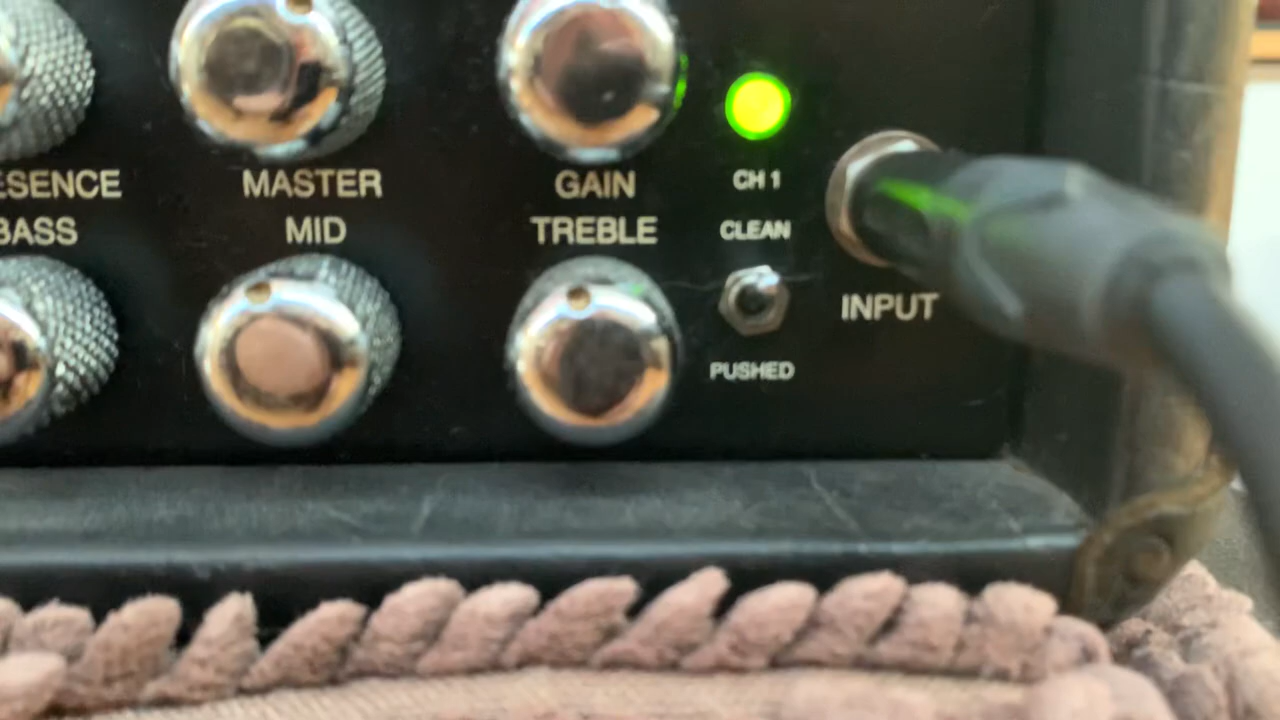 ESENCE MASTER GAIN CH 1
BASS MID TREBLE CLEAN
INPUT
PUSHED